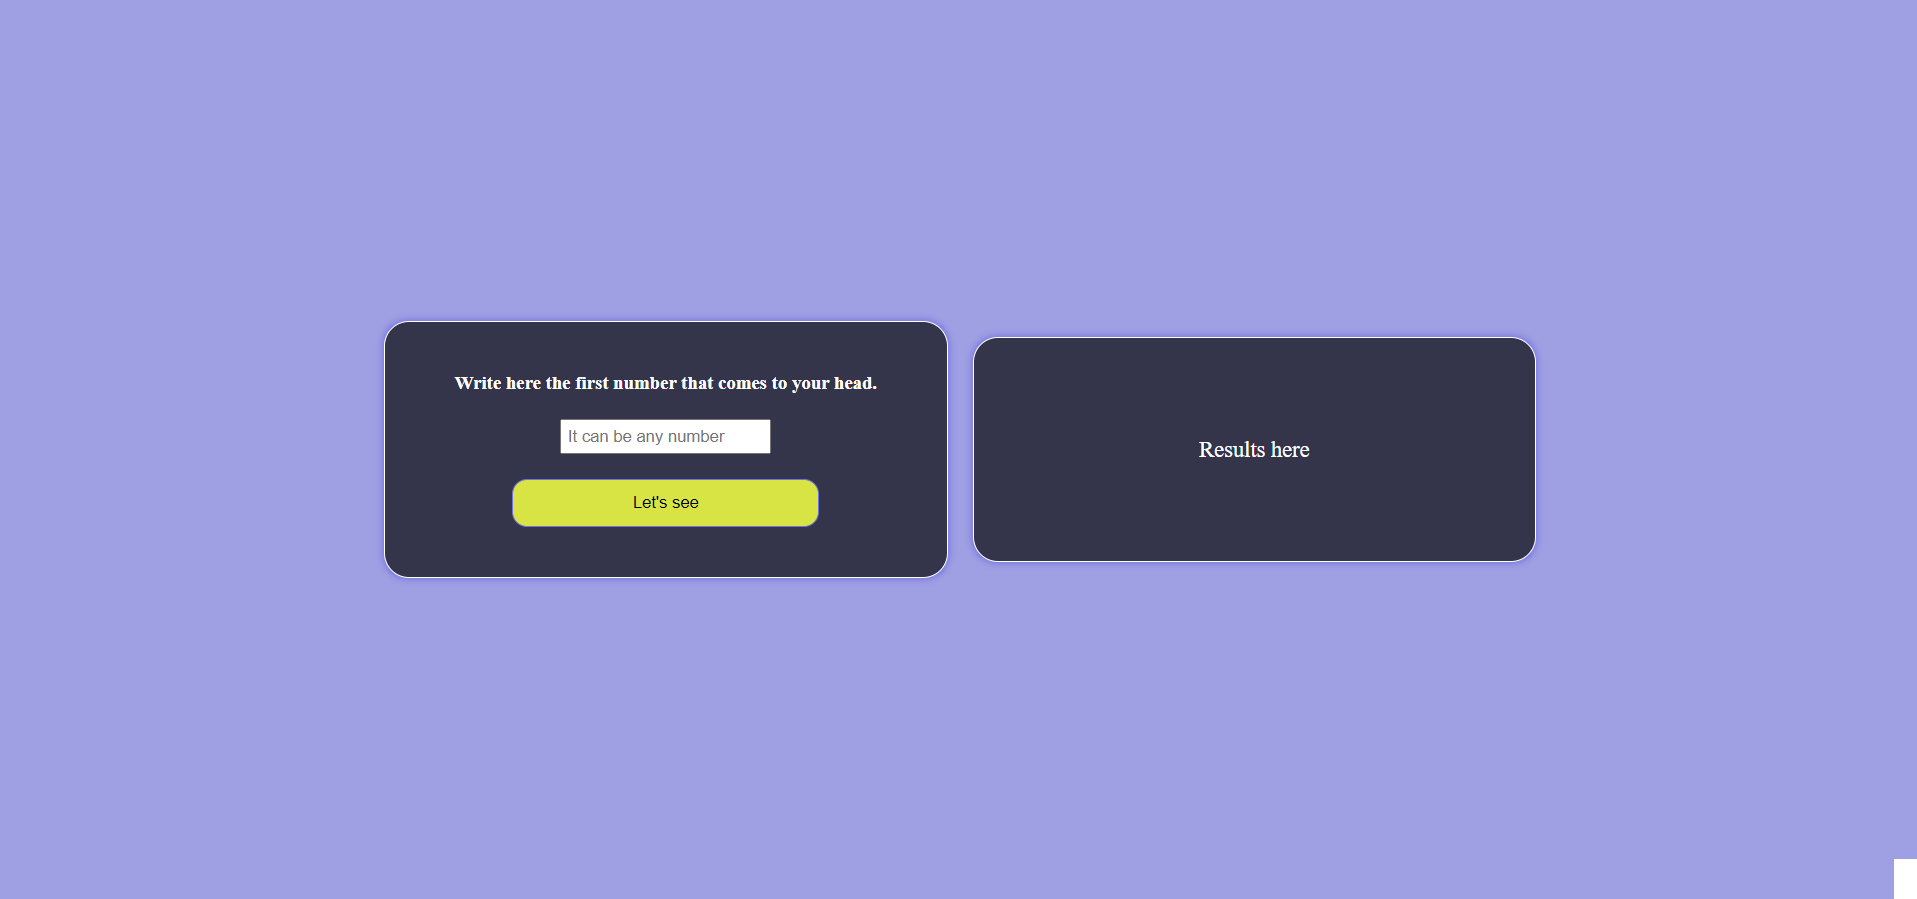 Write here the first number that comes to your head.
It can be any number
Let's see
Results here